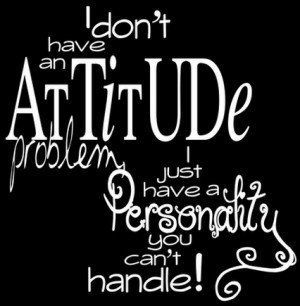 I don't
have
an
ATTiTUDe
problem,
I
just
have a
Personality
you
can't
handle!